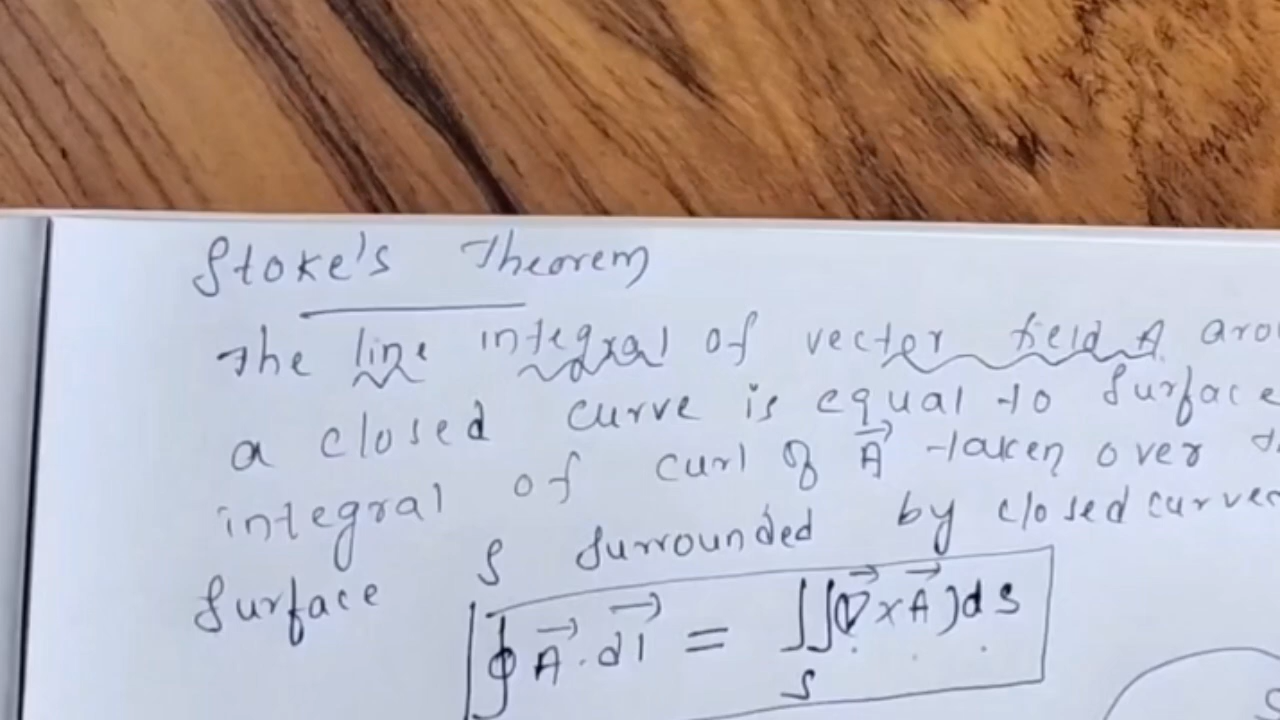 Stoke's Theorem
The line integral of vector field A aro
a closed curve is equal to surface
integral of curl of A⃗ taken over
surface S surrounded by closed curve
∮ A⃗ . dl⃗ = ∬ (∇⃗ × A⃗) ds
S
S